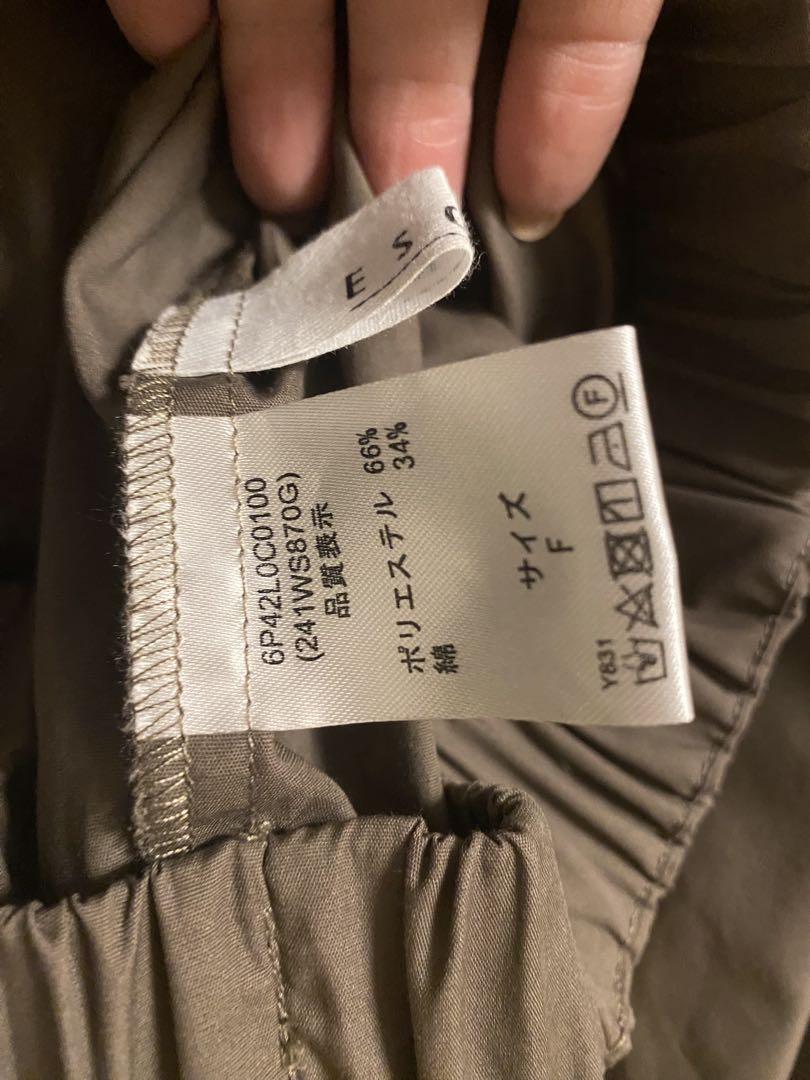 E S
6P42L0C0100
(241WS870G)
品質表示
ポリエステル 66%
綿 34%
サイズ
F
Y831
F